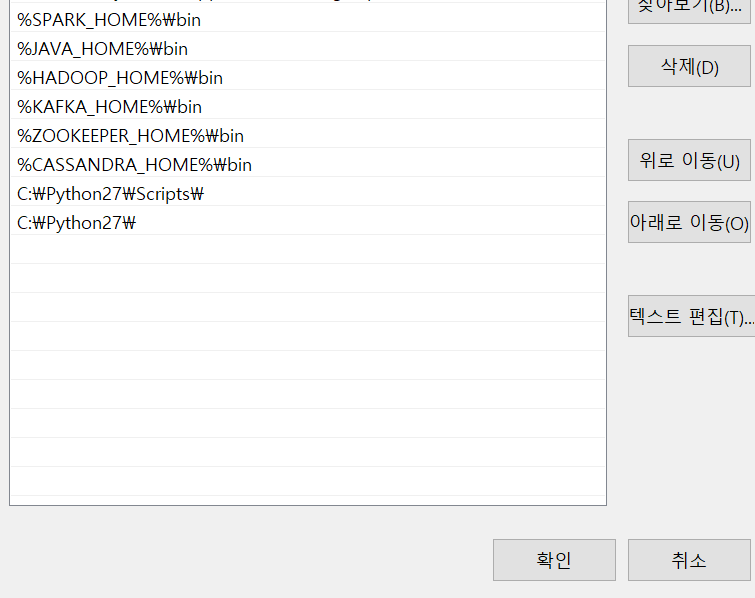 찾아보기(B)...
%SPARK_HOME%₩bin
%JAVA_HOME%₩bin
삭제(D)
%HADOOP_HOME%₩bin
%KAFKA_HOME%₩bin
%ZOOKEEPER_HOME%₩bin
%CASSANDRA_HOME%₩bin
위로 이동(U)
C:₩Python27₩Scripts₩
C:₩Python27₩
아래로 이동(O)
텍스트 편집(T)...
확인
취소